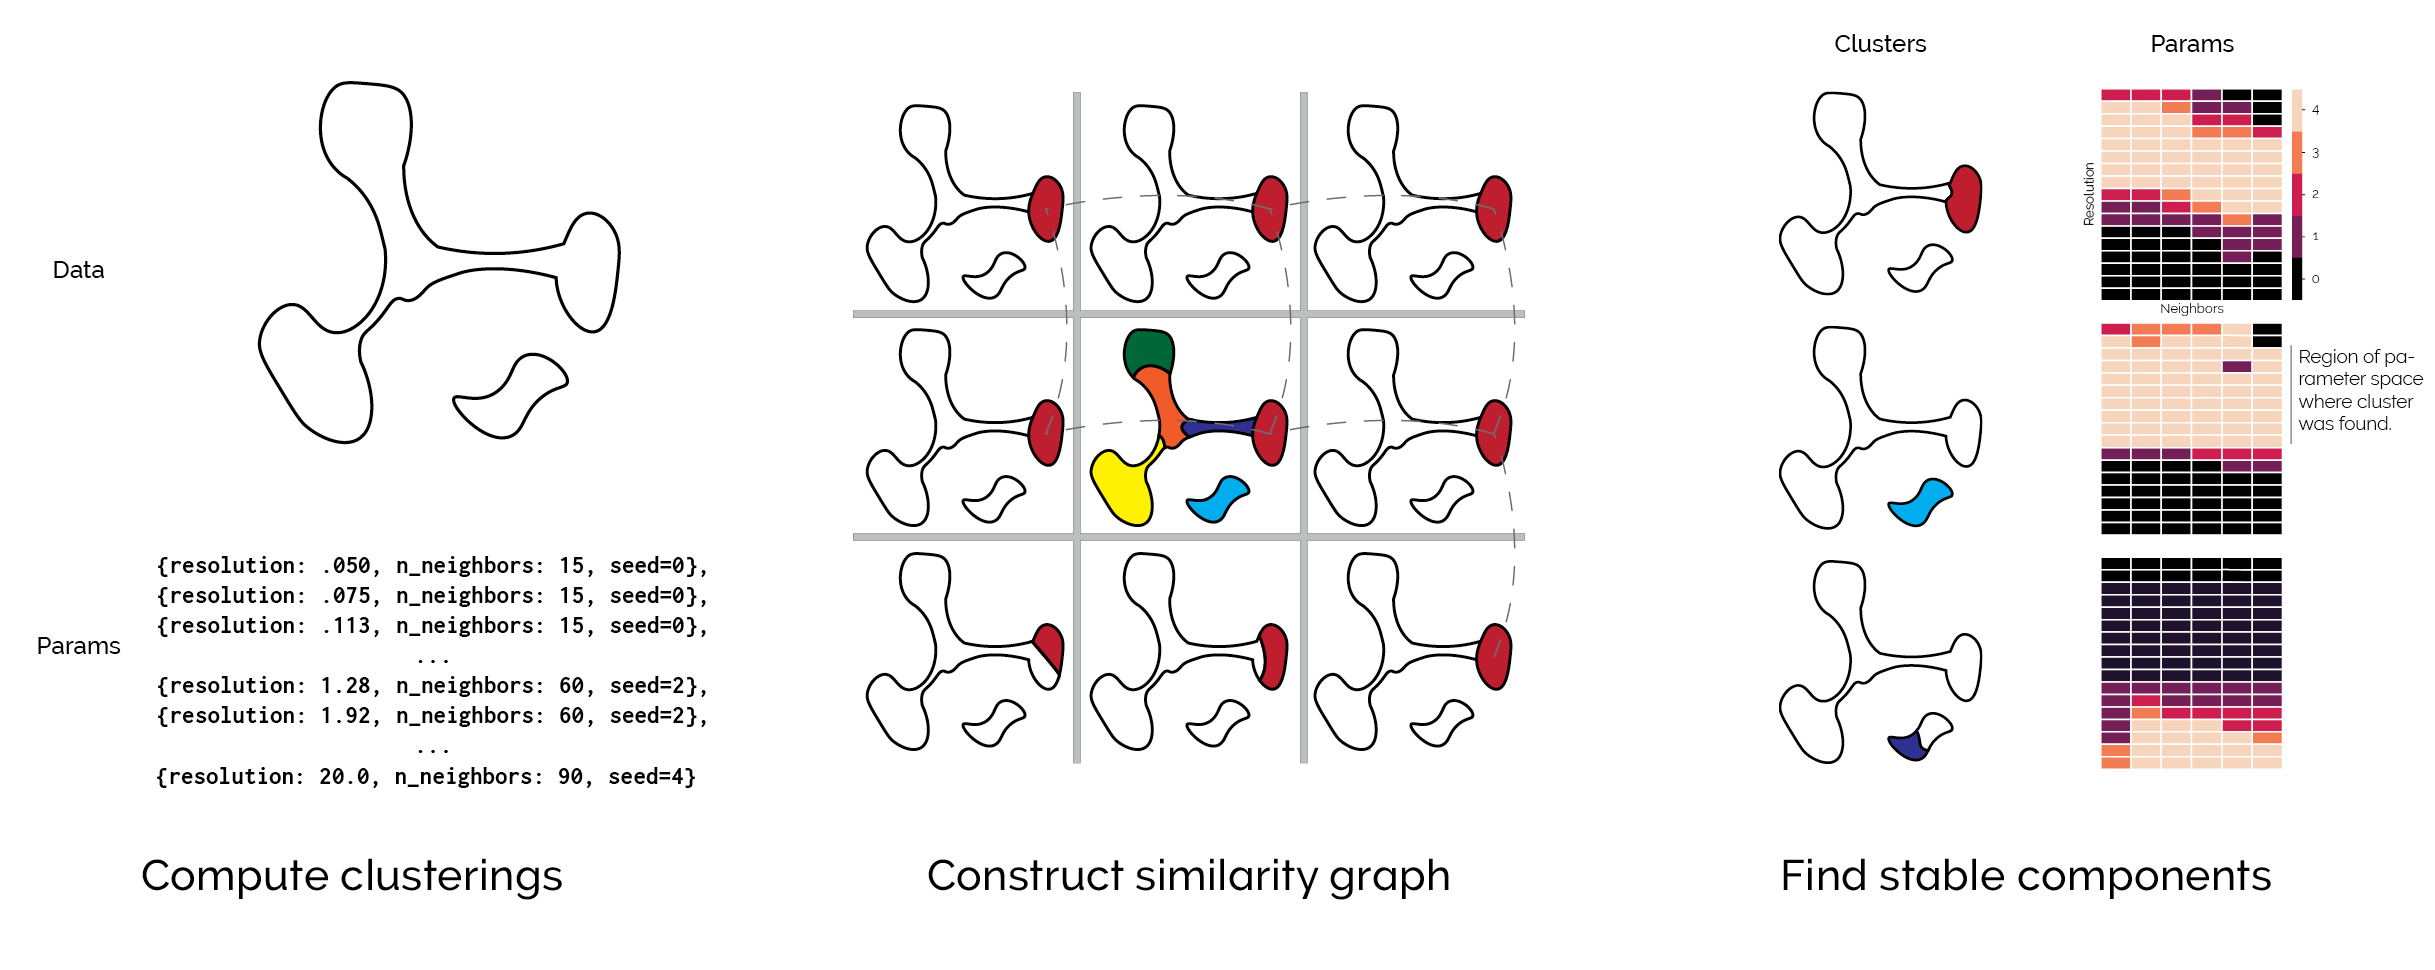 Data
Params
{resolution: .050, n_neighbors: 15, seed=0},
{resolution: .075, n_neighbors: 15, seed=0},
{resolution: .113, n_neighbors: 15, seed=0},
...
{resolution: 1.28, n_neighbors: 60, seed=2},
{resolution: 1.92, n_neighbors: 60, seed=2},
...
{resolution: 20.0, n_neighbors: 90, seed=4}
Compute clusterings
Construct similarity graph
Clusters
Params
Resolution
4
3
2
1
0
Neighbors
Region of pa-
rameter space
where cluster
was found.
Find stable components